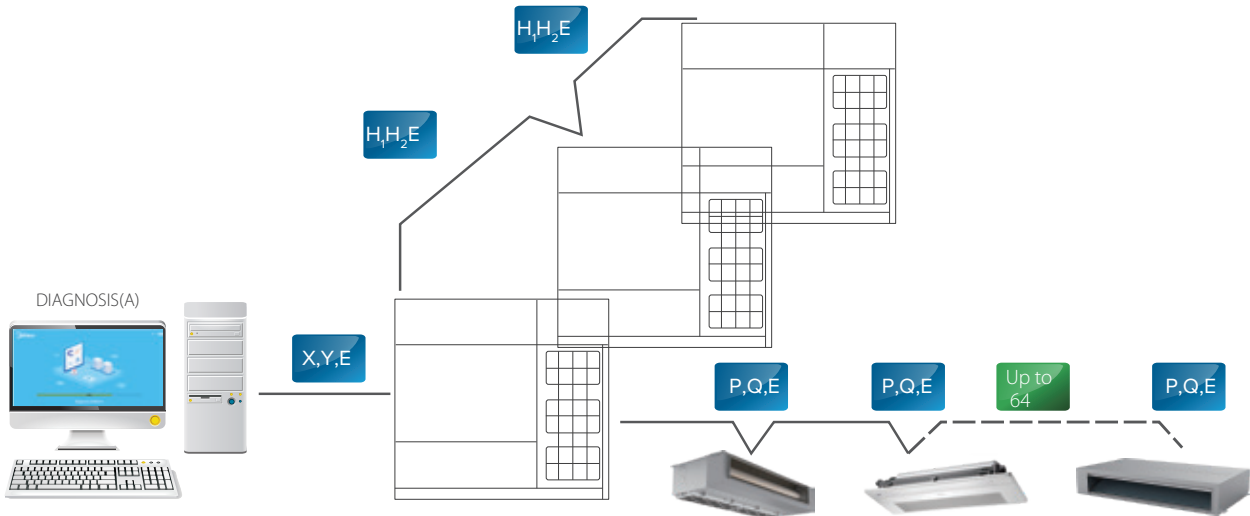 H₁H₂E
H₁H₂E
DIAGNOSIS(A)
X,Y,E
P,Q,E
P,Q,E
Up to
64
P,Q,E